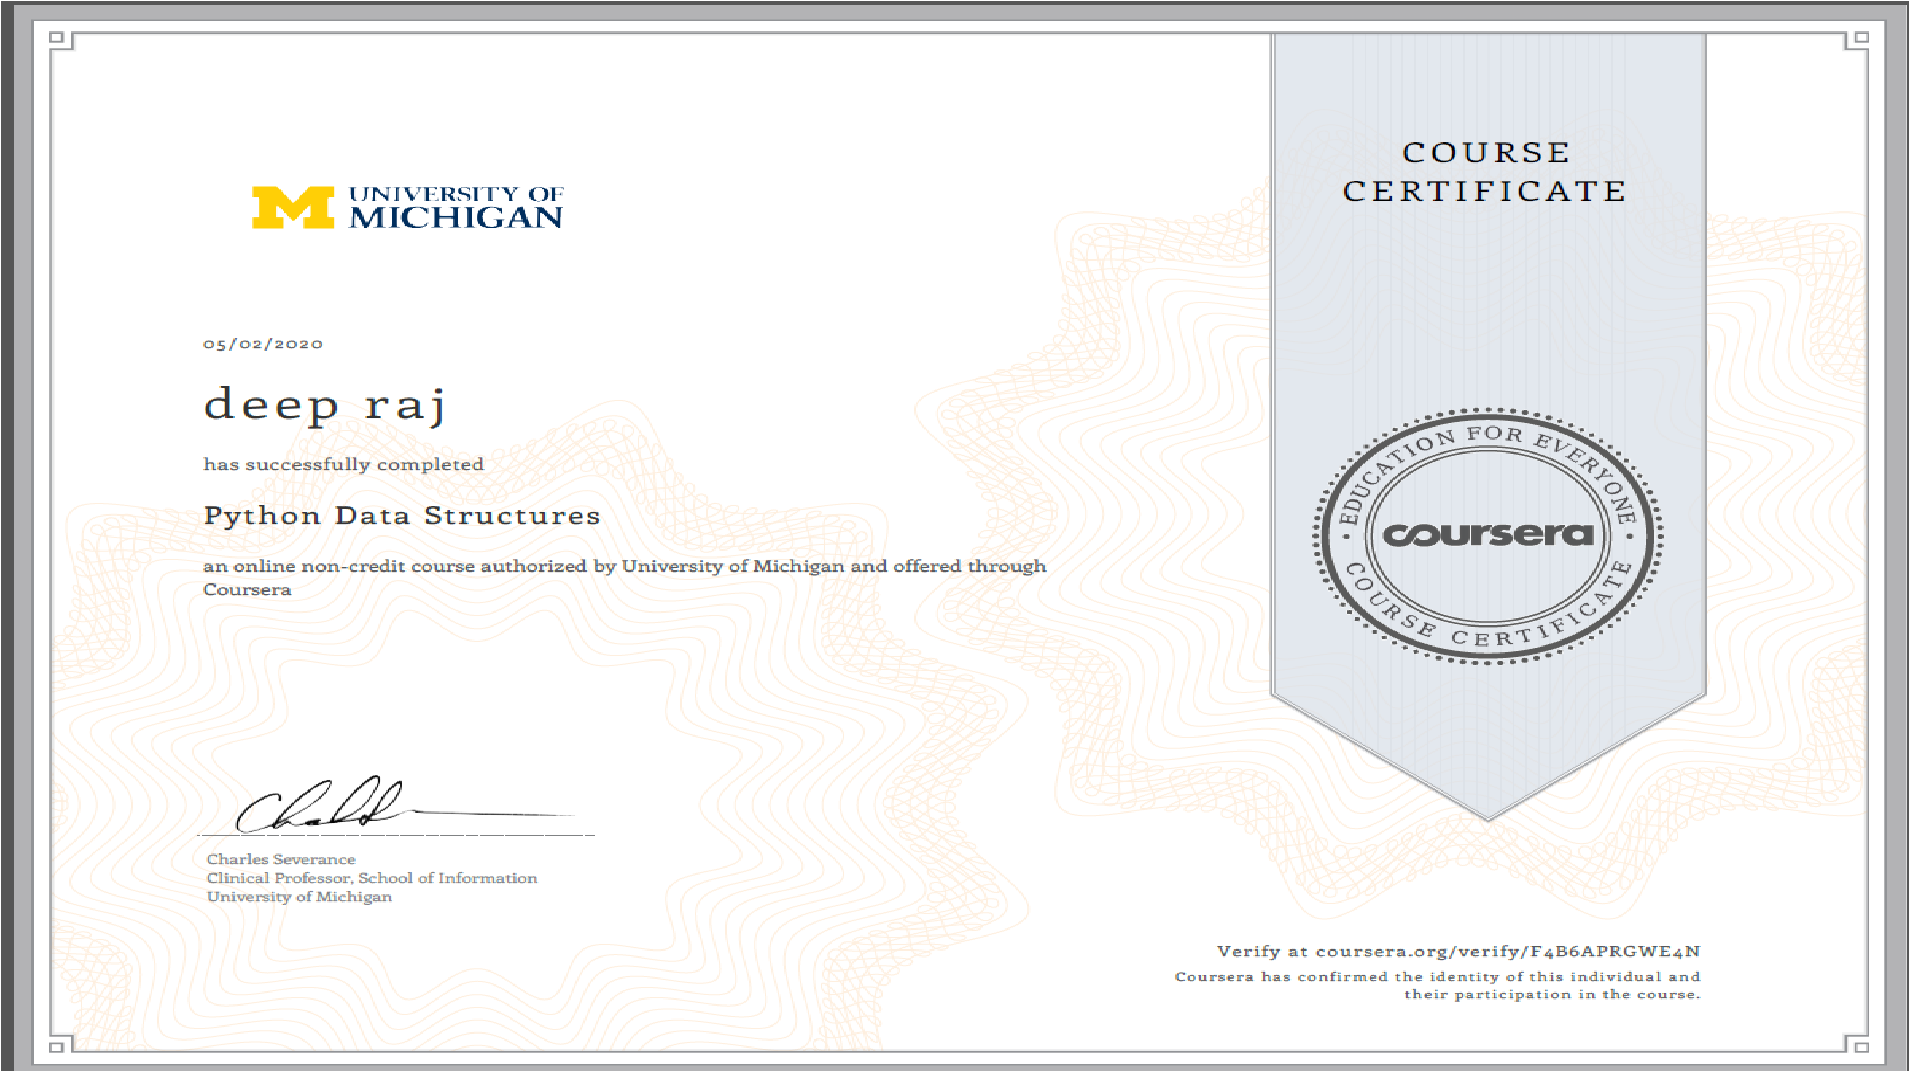 UNIVERSITY OF
MICHIGAN
05/02/2020
deep raj
has successfully completed
Python Data Structures
an online non-credit course authorized by University of Michigan and offered through
Coursera
Charles Severance
Clinical Professor, School of Information
University of Michigan
COURSE
CERTIFICATE
EDUCATION FOR EVERYONE
coursera
COURSE CERTIFICATE
Verify at coursera.org/verify/F4B6APRGWE4N
Coursera has confirmed the identity of this individual and
their participation in the course.